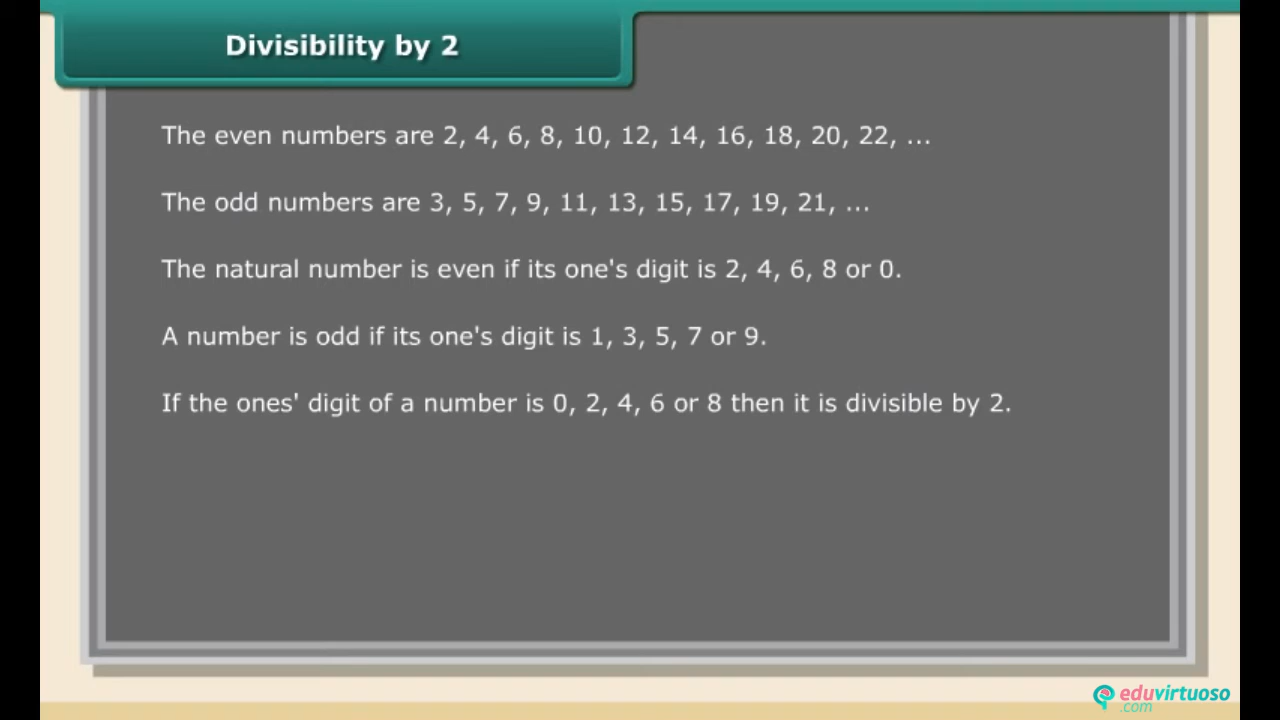 Divisibility by 2
The even numbers are 2, 4, 6, 8, 10, 12, 14, 16, 18, 20, 22, ...
The odd numbers are 3, 5, 7, 9, 11, 13, 15, 17, 19, 21, ...
The natural number is even if its one's digit is 2, 4, 6, 8 or 0.
A number is odd if its one's digit is 1, 3, 5, 7 or 9.
If the ones' digit of a number is 0, 2, 4, 6 or 8 then it is divisible by 2.
eduvirtuoso
.com